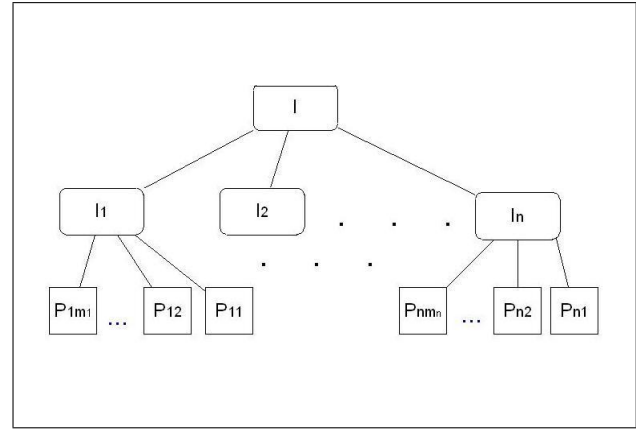 I
I1 I2 . . . In
. . .
P1m1 ... P12 P11 Pnmn ... Pn2 Pn1